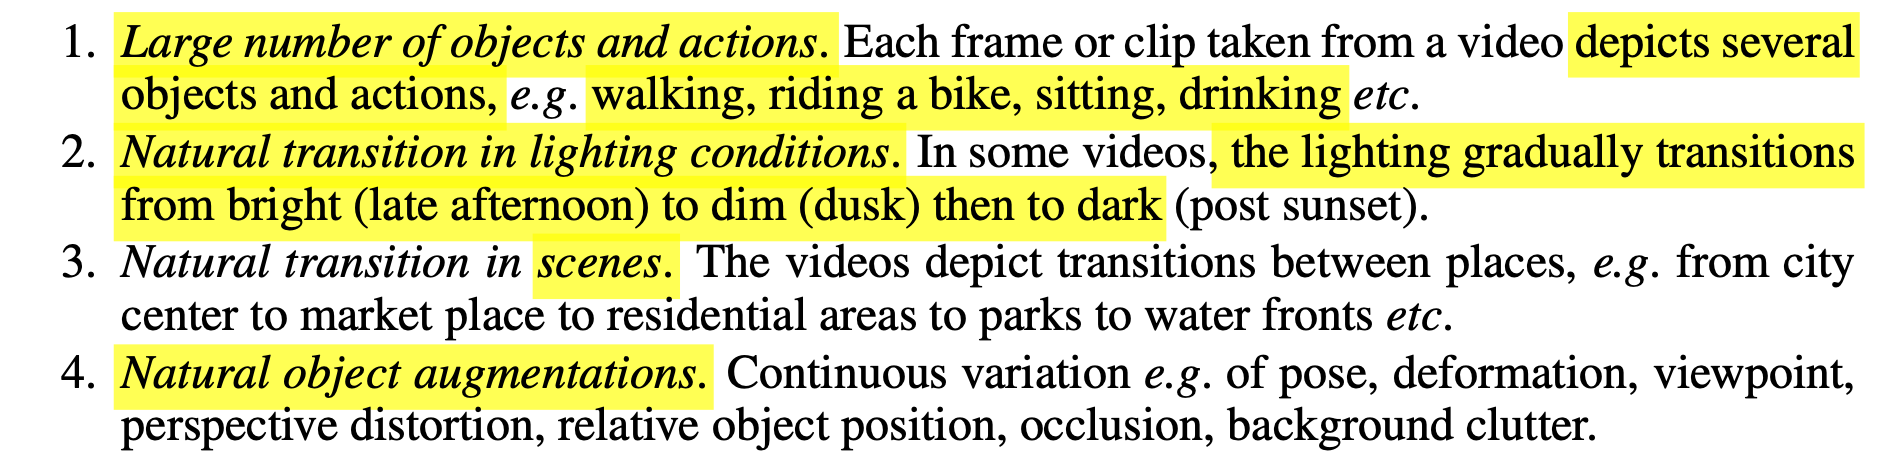 1. Large number of objects and actions. Each frame or clip taken from a video depicts several
objects and actions, e.g. walking, riding a bike, sitting, drinking etc.
2. Natural transition in lighting conditions. In some videos, the lighting gradually transitions
from bright (late afternoon) to dim (dusk) then to dark (post sunset).
3. Natural transition in scenes. The videos depict transitions between places, e.g. from city
center to market place to residential areas to parks to water fronts etc.
4. Natural object augmentations. Continuous variation e.g. of pose, deformation, viewpoint,
perspective distortion, relative object position, occlusion, background clutter.